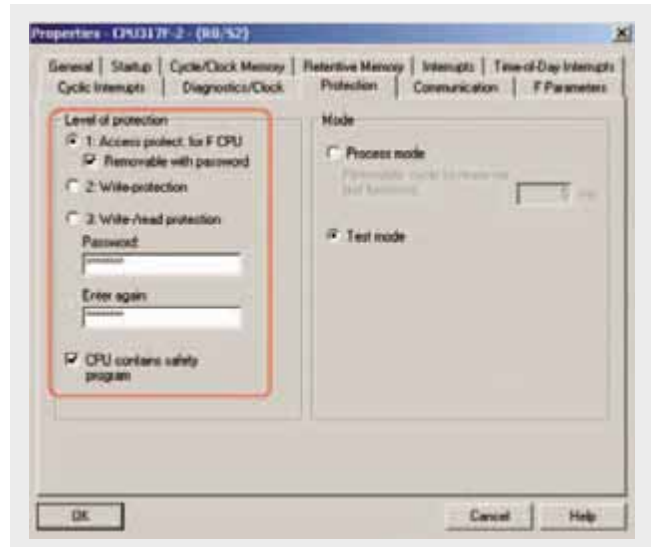 Properties - CPU317F-2 - (R0/S2)
General Startup Cycle/Clock Memory Retentive Memory Interrupts Time-of-Day Interrupts
Cyclic Interrupts Diagnostics/Clock Protection Communication F Parameters
Level of protection
1: Access protect. for F CPU
Removable with password
2: Write-protection
3: Write-/read protection
Password:
********
Enter again:
********
CPU contains safety
program
Mode
Process mode
test functions:
ms
Test mode
OK Cancel Help